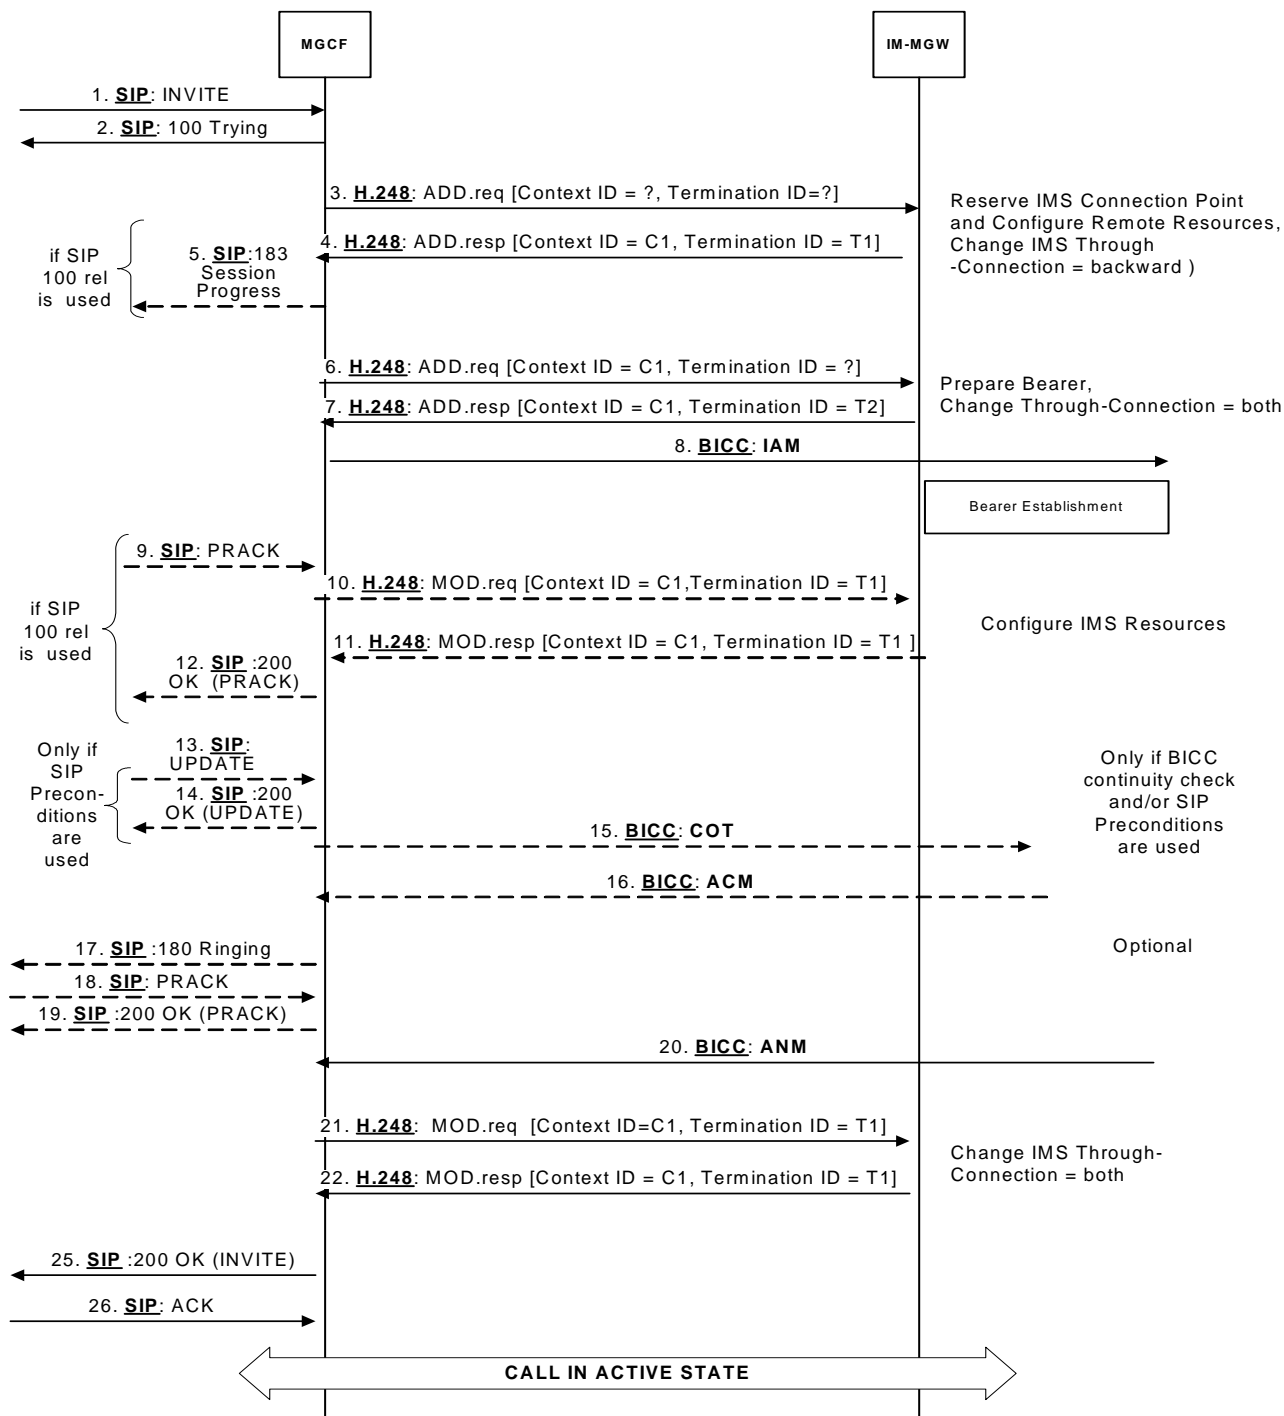 MGCF
IM-MGW
1. SIP: INVITE
2. SIP: 100 Trying
3. H.248: ADD.req [Context ID = ?, Termination ID=?]
4. H.248: ADD.resp [Context ID = C1, Termination ID = T1]
Reserve IMS Connection Point
and Configure Remote Resources,
Change IMS Through
-Connection = backward )
if SIP
100 rel
is used
5. SIP:183
Session
Progress
6. H.248: ADD.req [Context ID = C1, Termination ID = ?]
7. H.248: ADD.resp [Context ID = C1, Termination ID = T2]
Prepare Bearer,
Change Through-Connection = both
8. BICC: IAM
Bearer Establishment
9. SIP: PRACK
10. H.248: MOD.req [Context ID = C1,Termination ID = T1]
if SIP
100 rel
is used
Configure IMS Resources
11. H.248: MOD.resp [Context ID = C1, Termination ID = T1 ]
12. SIP :200
OK (PRACK)
Only if
SIP
Precon-
ditions
are
used
13. SIP:
UPDATE
14. SIP :200
OK (UPDATE)
Only if BICC
continuity check
and/or SIP
Preconditions
are used
15. BICC: COT
16. BICC: ACM
17. SIP :180 Ringing
Optional
18. SIP: PRACK
19. SIP :200 OK (PRACK)
20. BICC: ANM
21. H.248: MOD.req [Context ID=C1, Termination ID = T1]
22. H.248: MOD.resp [Context ID = C1, Termination ID = T1]
Change IMS Through-
Connection = both
25. SIP :200 OK (INVITE)
26. SIP: ACK
CALL IN ACTIVE STATE